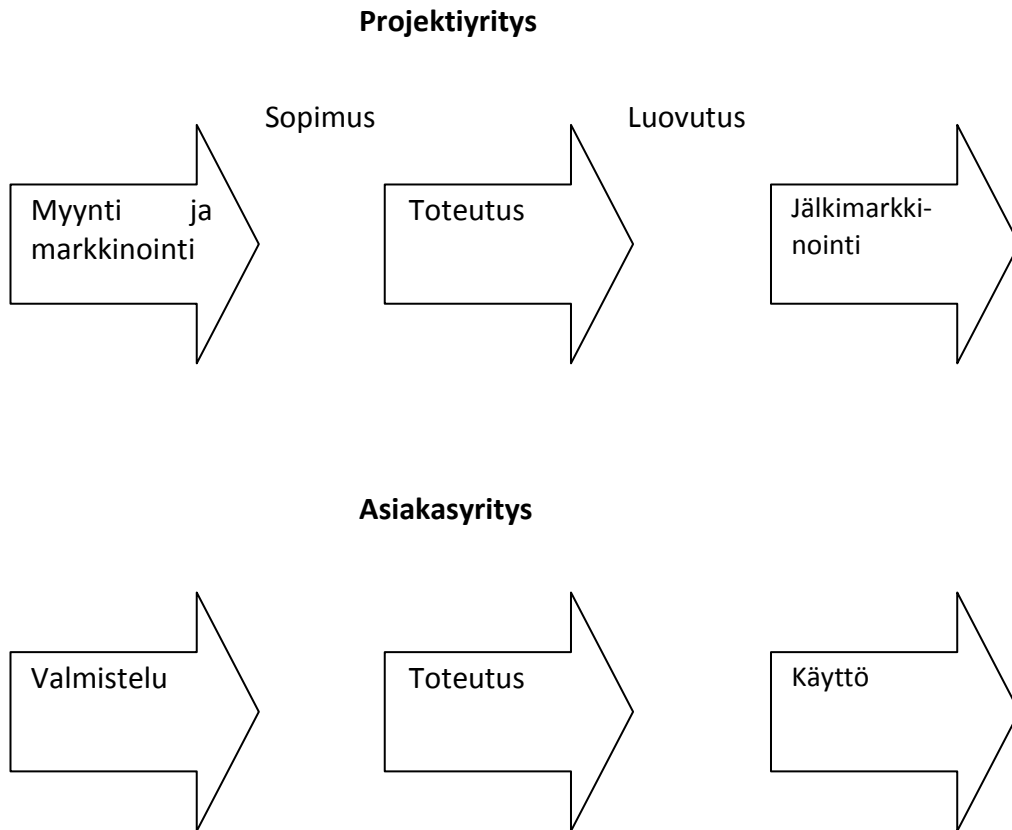 Projektiyritys
Sopimus
Luovutus
Myynti ja
markkinointi
Toteutus
Jälkimarkki-
nointi
Asiakasyritys
Valmistelu
Toteutus
Käyttö